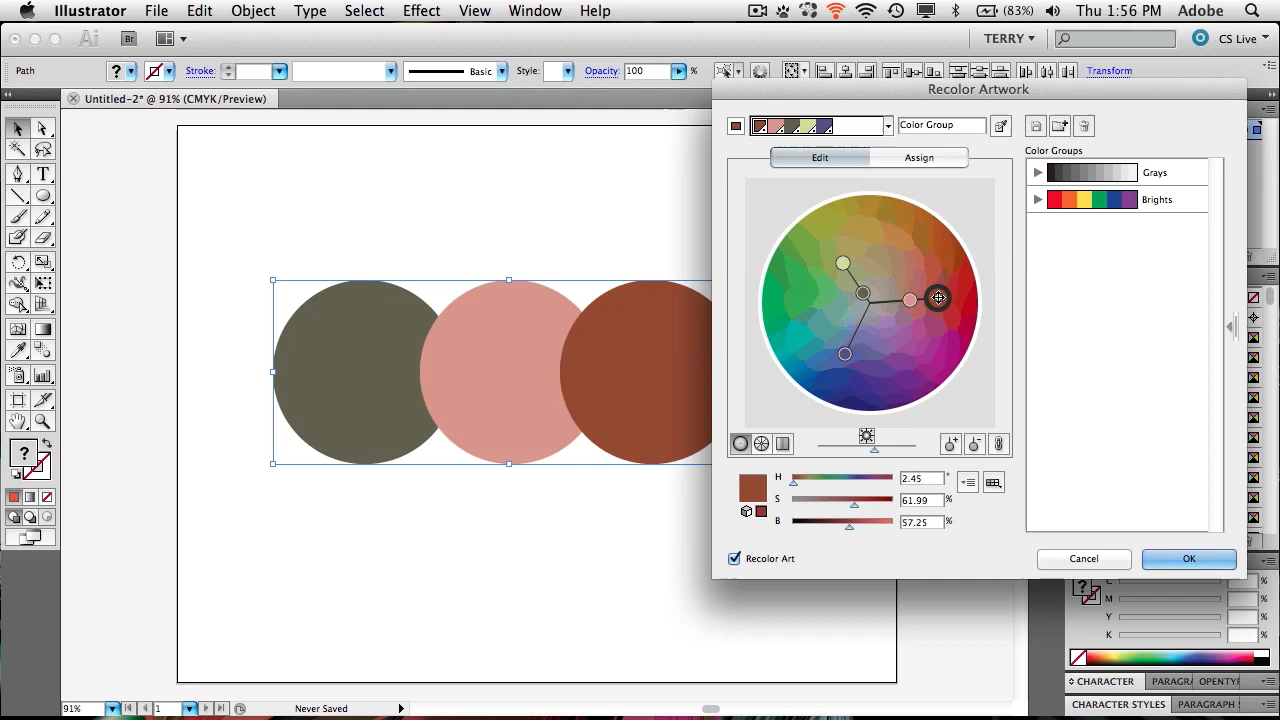 Illustrator File Edit Object Type Select Effect View Window Help (83%) Thu 1:56 PM Adobe
Ai Br TERRY CS Live
Path ? Stroke: Basic Style: Opacity: 100 % Transform
Untitled-2* @ 91% (CMYK/Preview)
Recolor Artwork
Color Group
Color Groups
Edit Assign
Grays
Brights
T
?
H 2.45 °
S 61.99 %
B 57.25 %
Recolor Art
Cancel OK
?
%
M %
Y %
K %
CHARACTER PARAGRA OPENTY
CHARACTER STYLES PARAGRAPH
91% 1 Never Saved